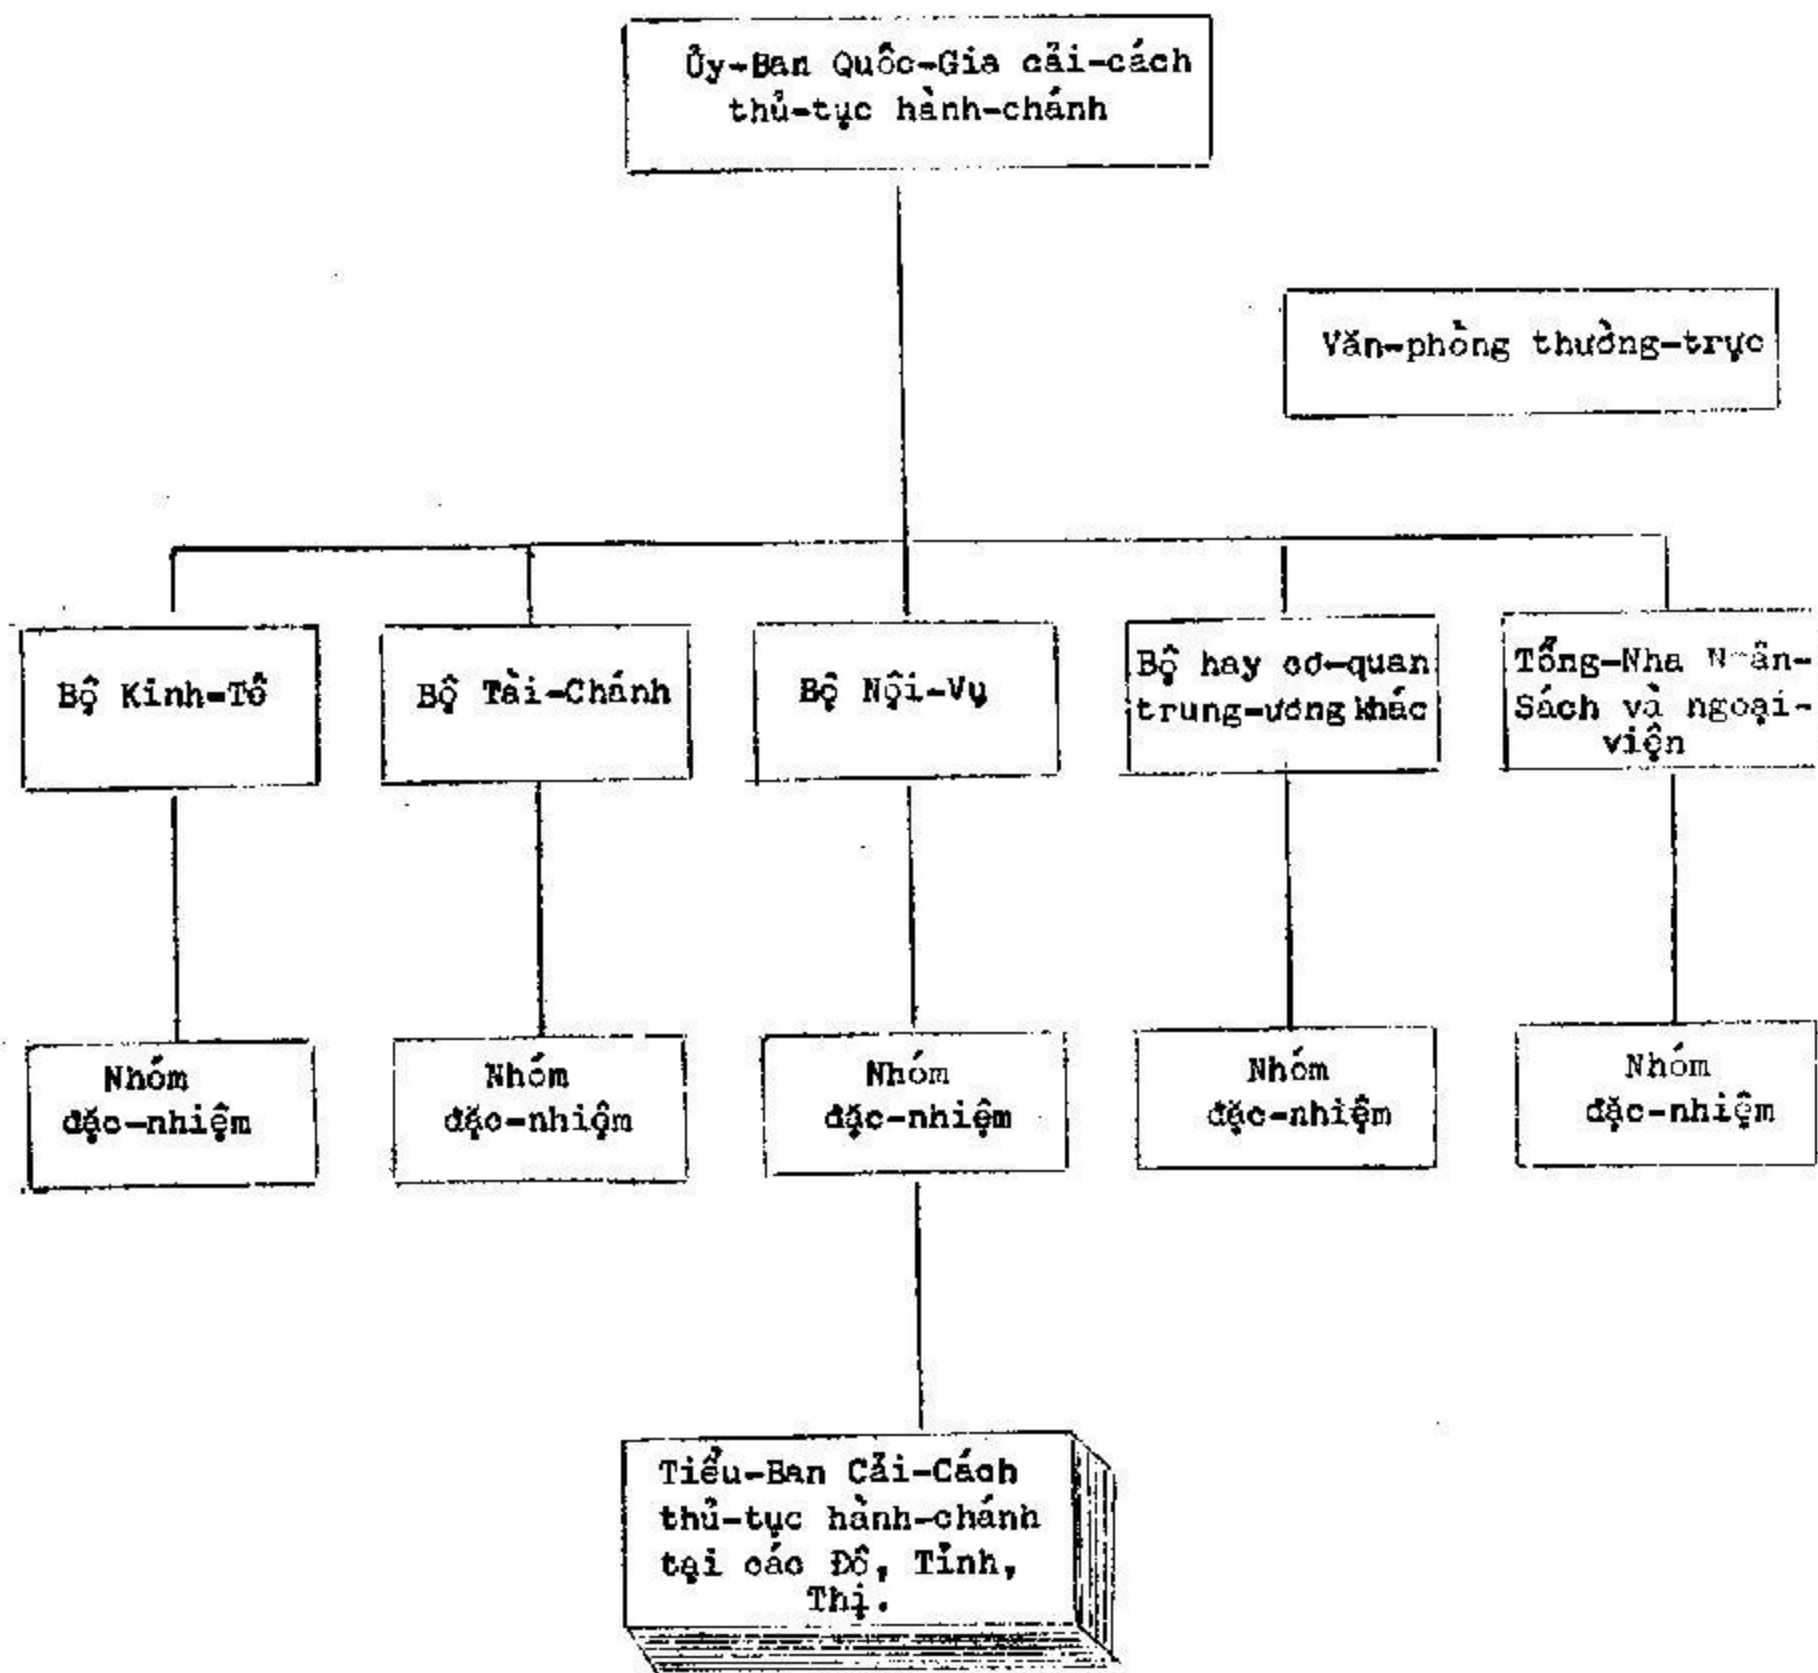 Ủy-Ban Quốc-Gia cải-cách
thủ-tục hành-chánh
Văn-phòng thường-trực
Bộ Kinh-Tế
Bộ Tài-Chánh
Bộ Nội-Vụ
Bộ hay cơ-quan
trung-ương khác
Tổng-Nha Ngân-
Sách và ngoại-
viện
Nhóm
đặc-nhiệm
Nhóm
đặc-nhiệm
Nhóm
đặc-nhiệm
Nhóm
đặc-nhiệm
Nhóm
đặc-nhiệm
Tiểu-Ban Cải-Cách
thủ-tục hành-chánh
tại các Đô, Tỉnh,
Thị.